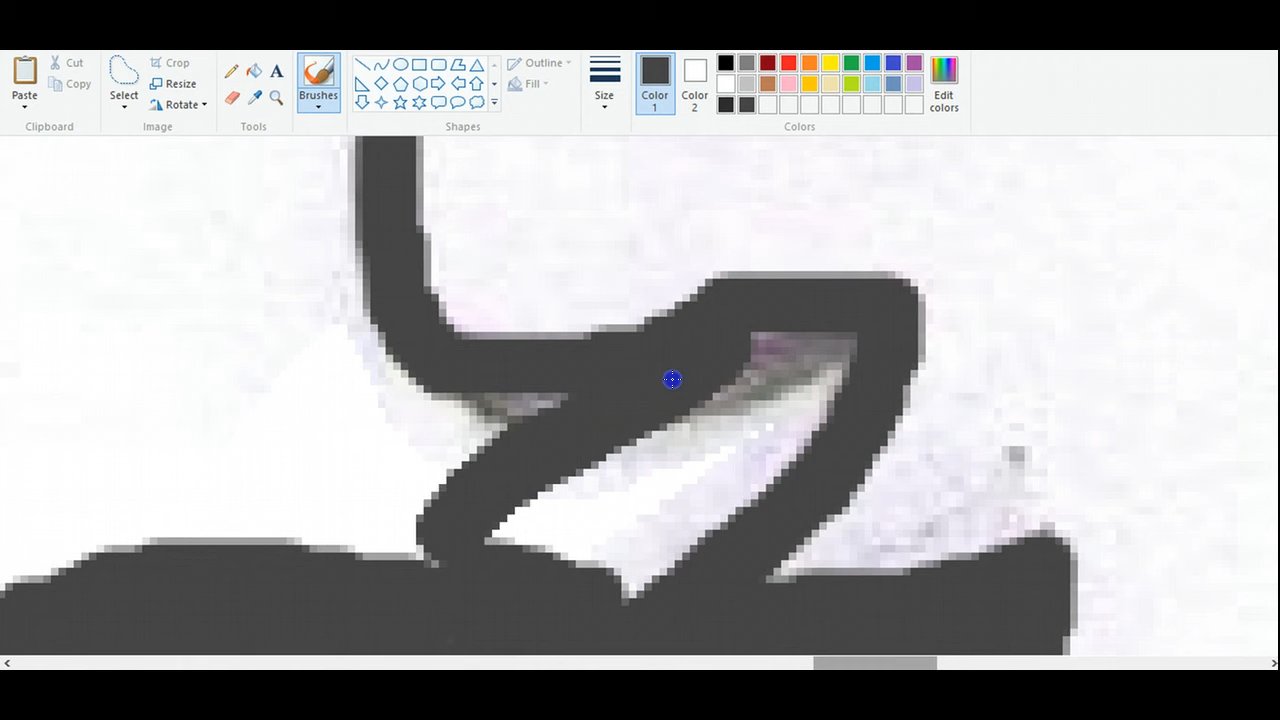 Paste
Clipboard
Cut
Copy
Select
Crop
Resize
Rotate
Image
A
Tools
Brushes
Shapes
Outline
Fill
Size
Color
1
Color
2
Colors
Edit
colors